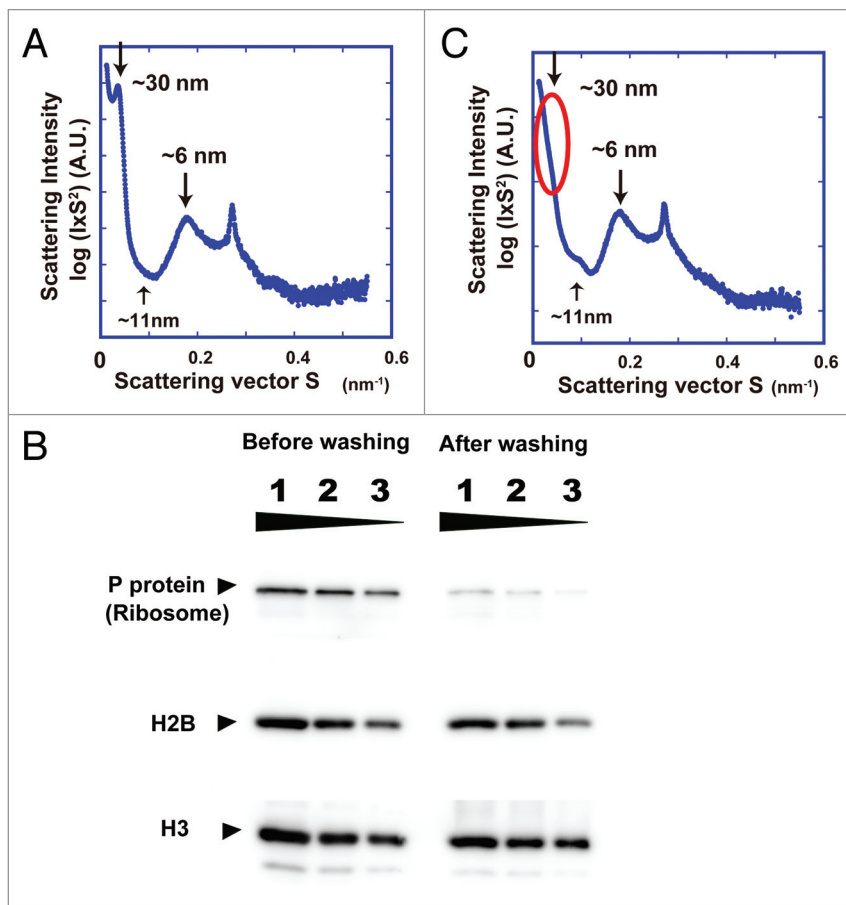 A
~30 nm
~6 nm
~11nm
Scattering Intensity
log (IxS²) (A.U.)
0
0.2
0.4
0.6
Scattering vector S (nm⁻¹)
C
~30 nm
~6 nm
~11nm
Scattering Intensity
log (IxS²) (A.U.)
0
0.2
0.4
0.6
Scattering vector S (nm⁻¹)
B
Before washing After washing
1 2 3 1 2 3
P protein
(Ribosome)
H2B
H3